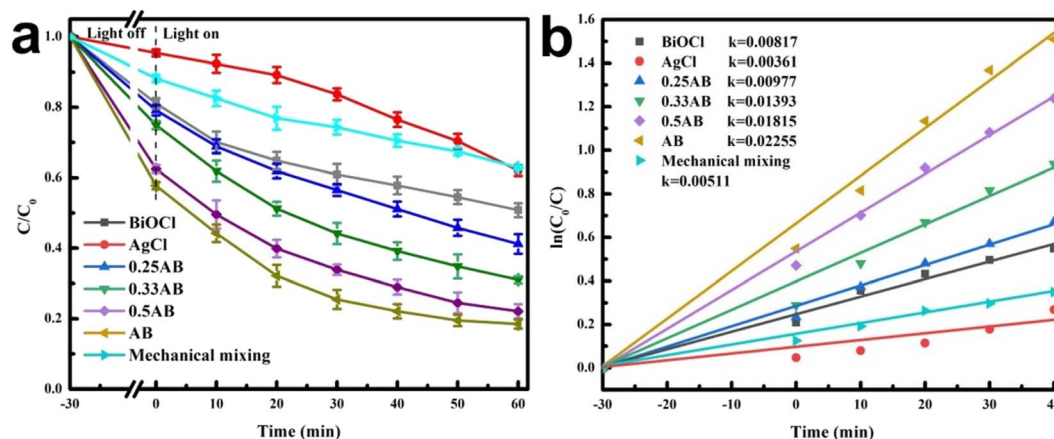 a
Light off
Light on
1.0
0.8
0.6
0.4
0.2
0.0
C/C0
BiOCl
AgCl
0.25AB
0.33AB
0.5AB
AB
Mechanical mixing
-30 0 10 20 30 40 50 60
Time (min)
b
1.6
1.4
1.2
1.0
0.8
0.6
0.4
0.2
0.0
ln(C0/C)
BiOCl k=0.00817
AgCl k=0.00361
0.25AB k=0.00977
0.33AB k=0.01393
0.5AB k=0.01815
AB k=0.02255
Mechanical mixing
k=0.00511
-30 -20 -10 0 10 20 30
Time (min)